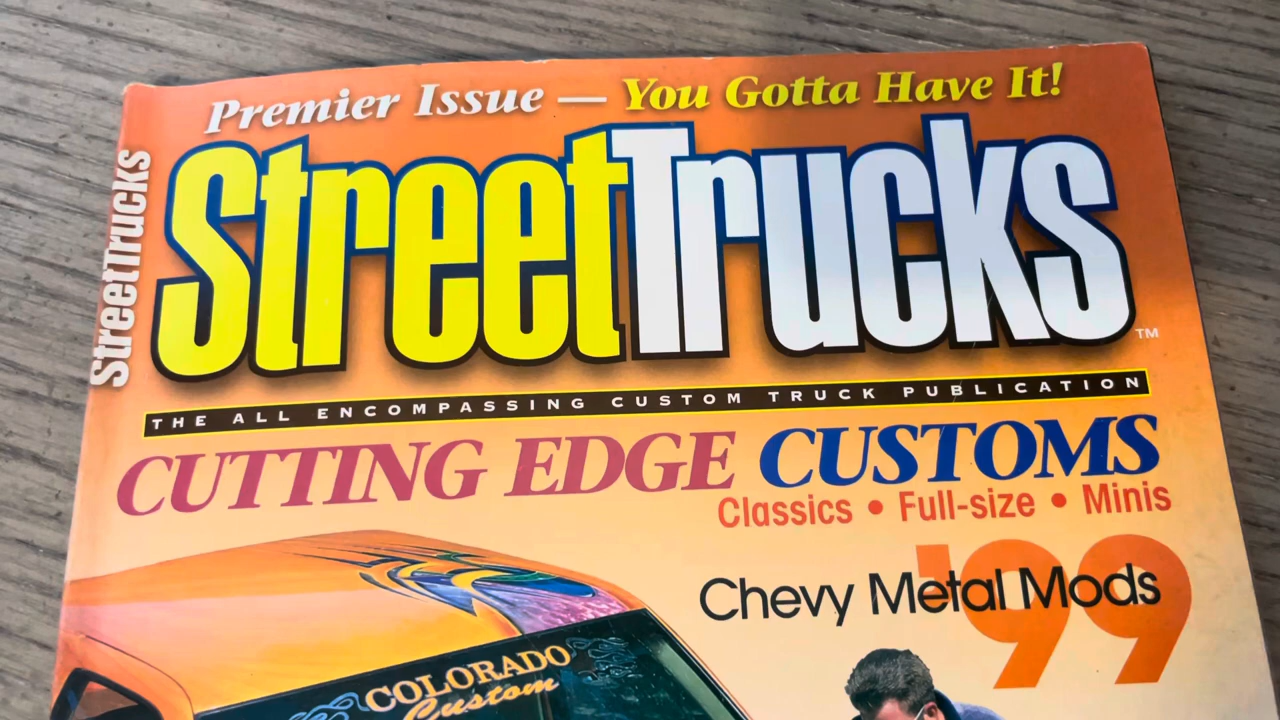 Premier Issue — You Gotta Have It!
StreetTrucks
StreetTrucks
TM
THE ALL ENCOMPASSING CUSTOM TRUCK PUBLICATION
CUTTING EDGE CUSTOMS
Classics • Full-size • Minis
'99
Chevy Metal Mods
COLORADO
Custom